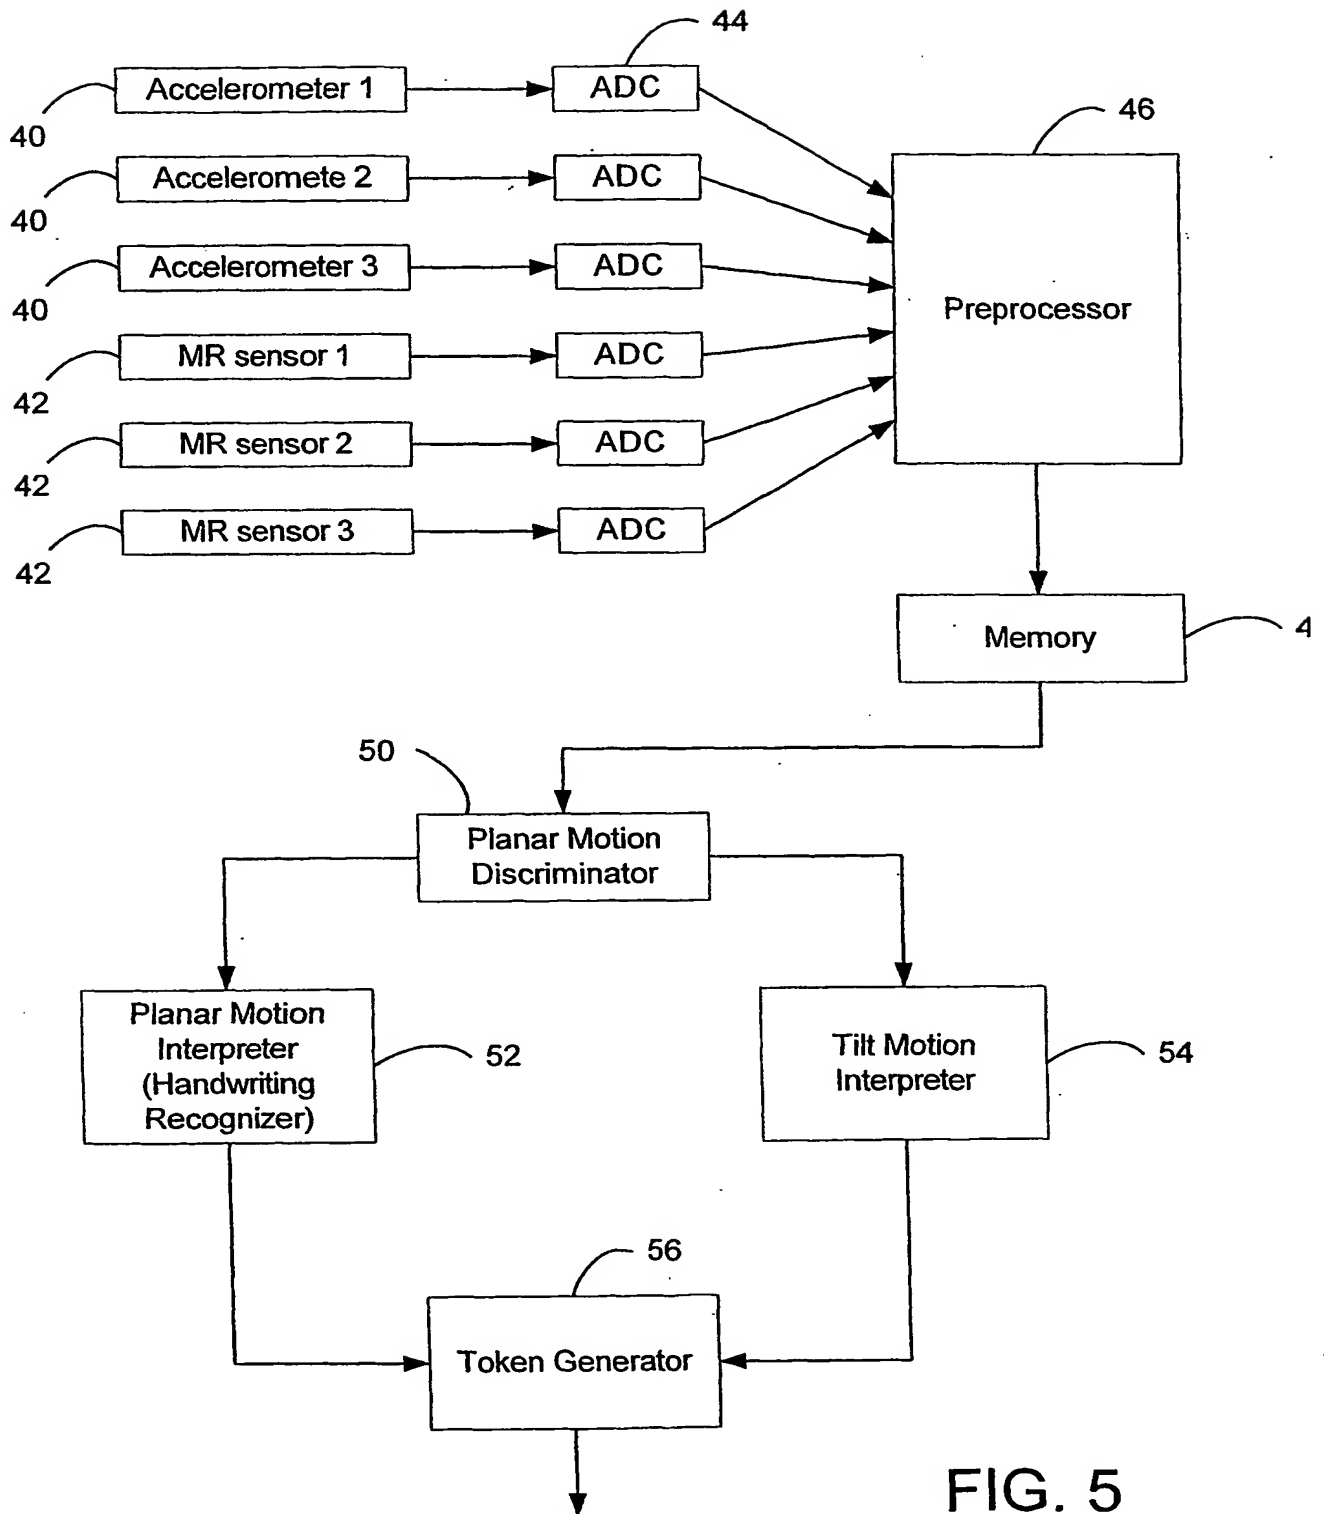 44
Accelerometer 1
ADC
40
46
Acceleromete 2
ADC
40
Accelerometer 3
ADC
40
Preprocessor
MR sensor 1
ADC
42
MR sensor 2
ADC
42
MR sensor 3
ADC
42
Memory
4
50
Planar Motion
Discriminator
Planar Motion
Interpreter
(Handwriting
Recognizer)
52
Tilt Motion
Interpreter
54
56
Token Generator
FIG. 5